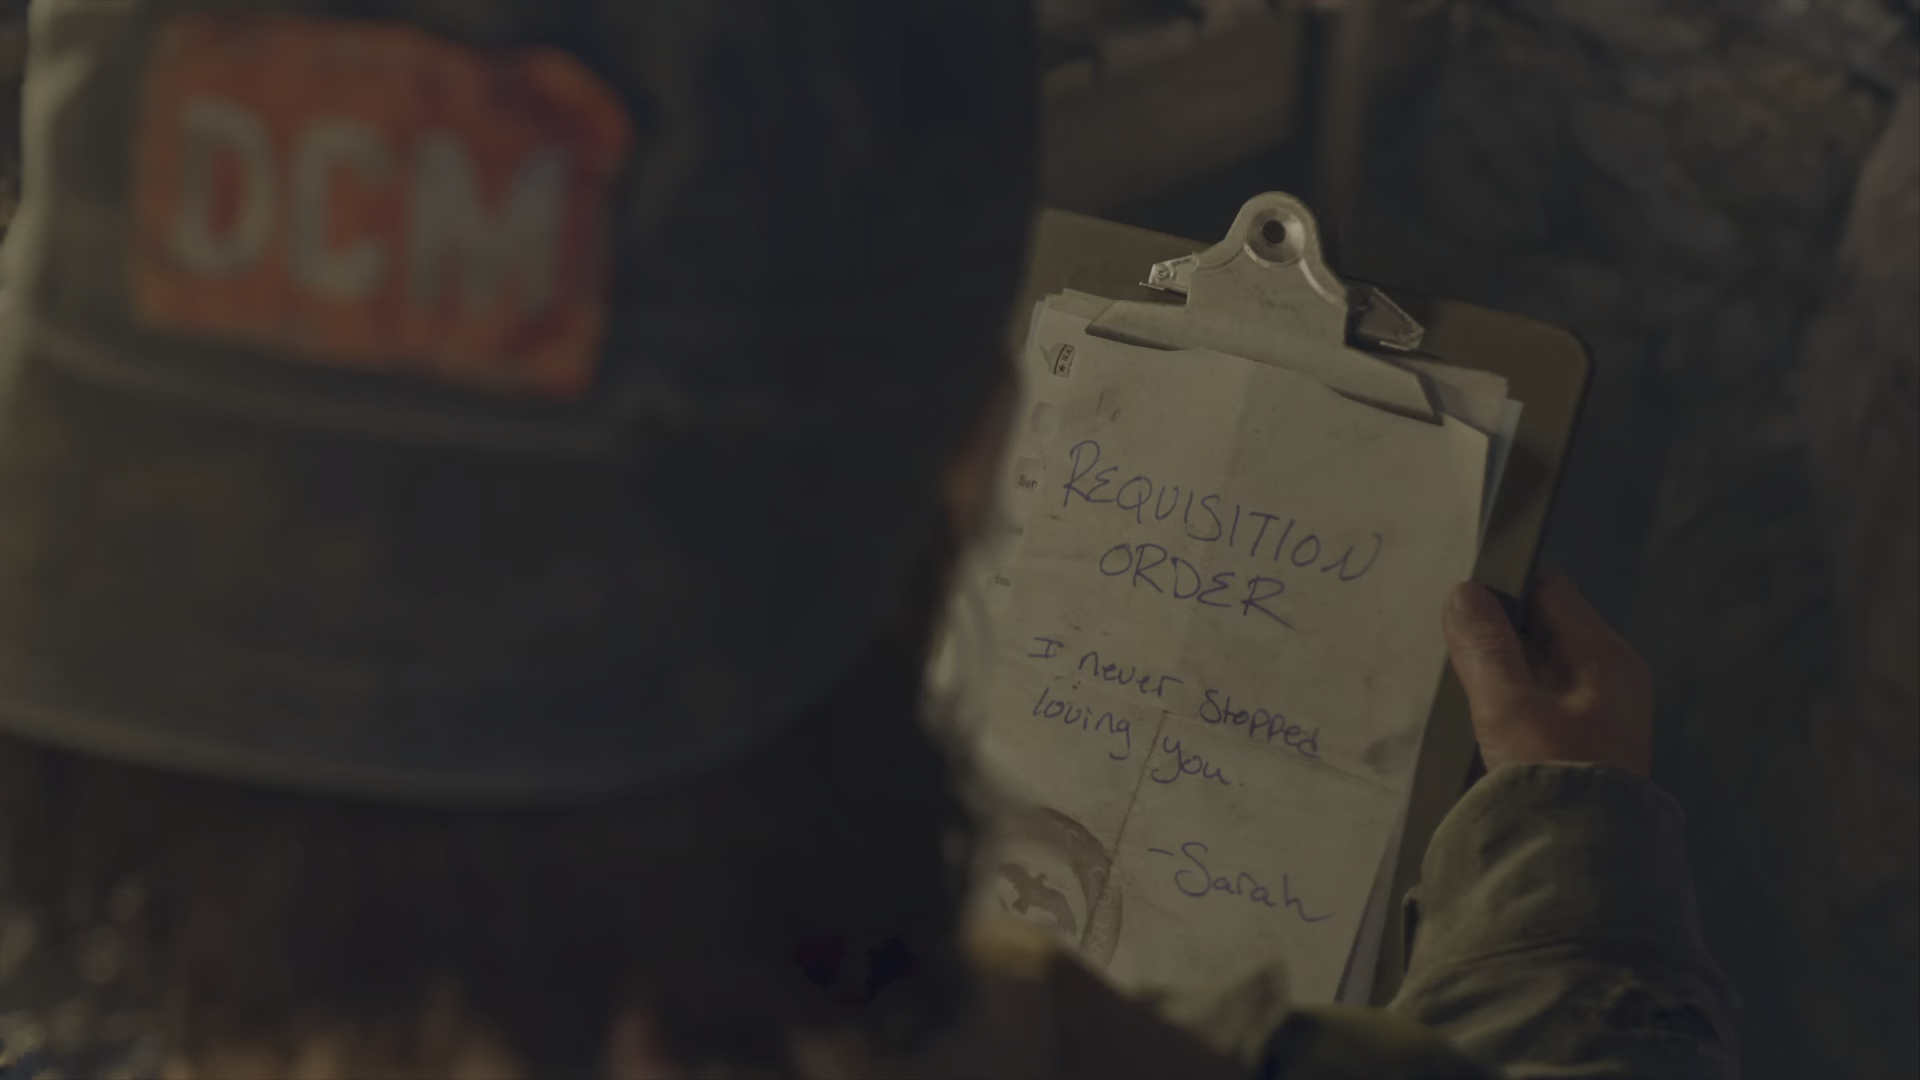 DCM
REQUISITION
ORDER
I never stopped
loving you.
-Sarah